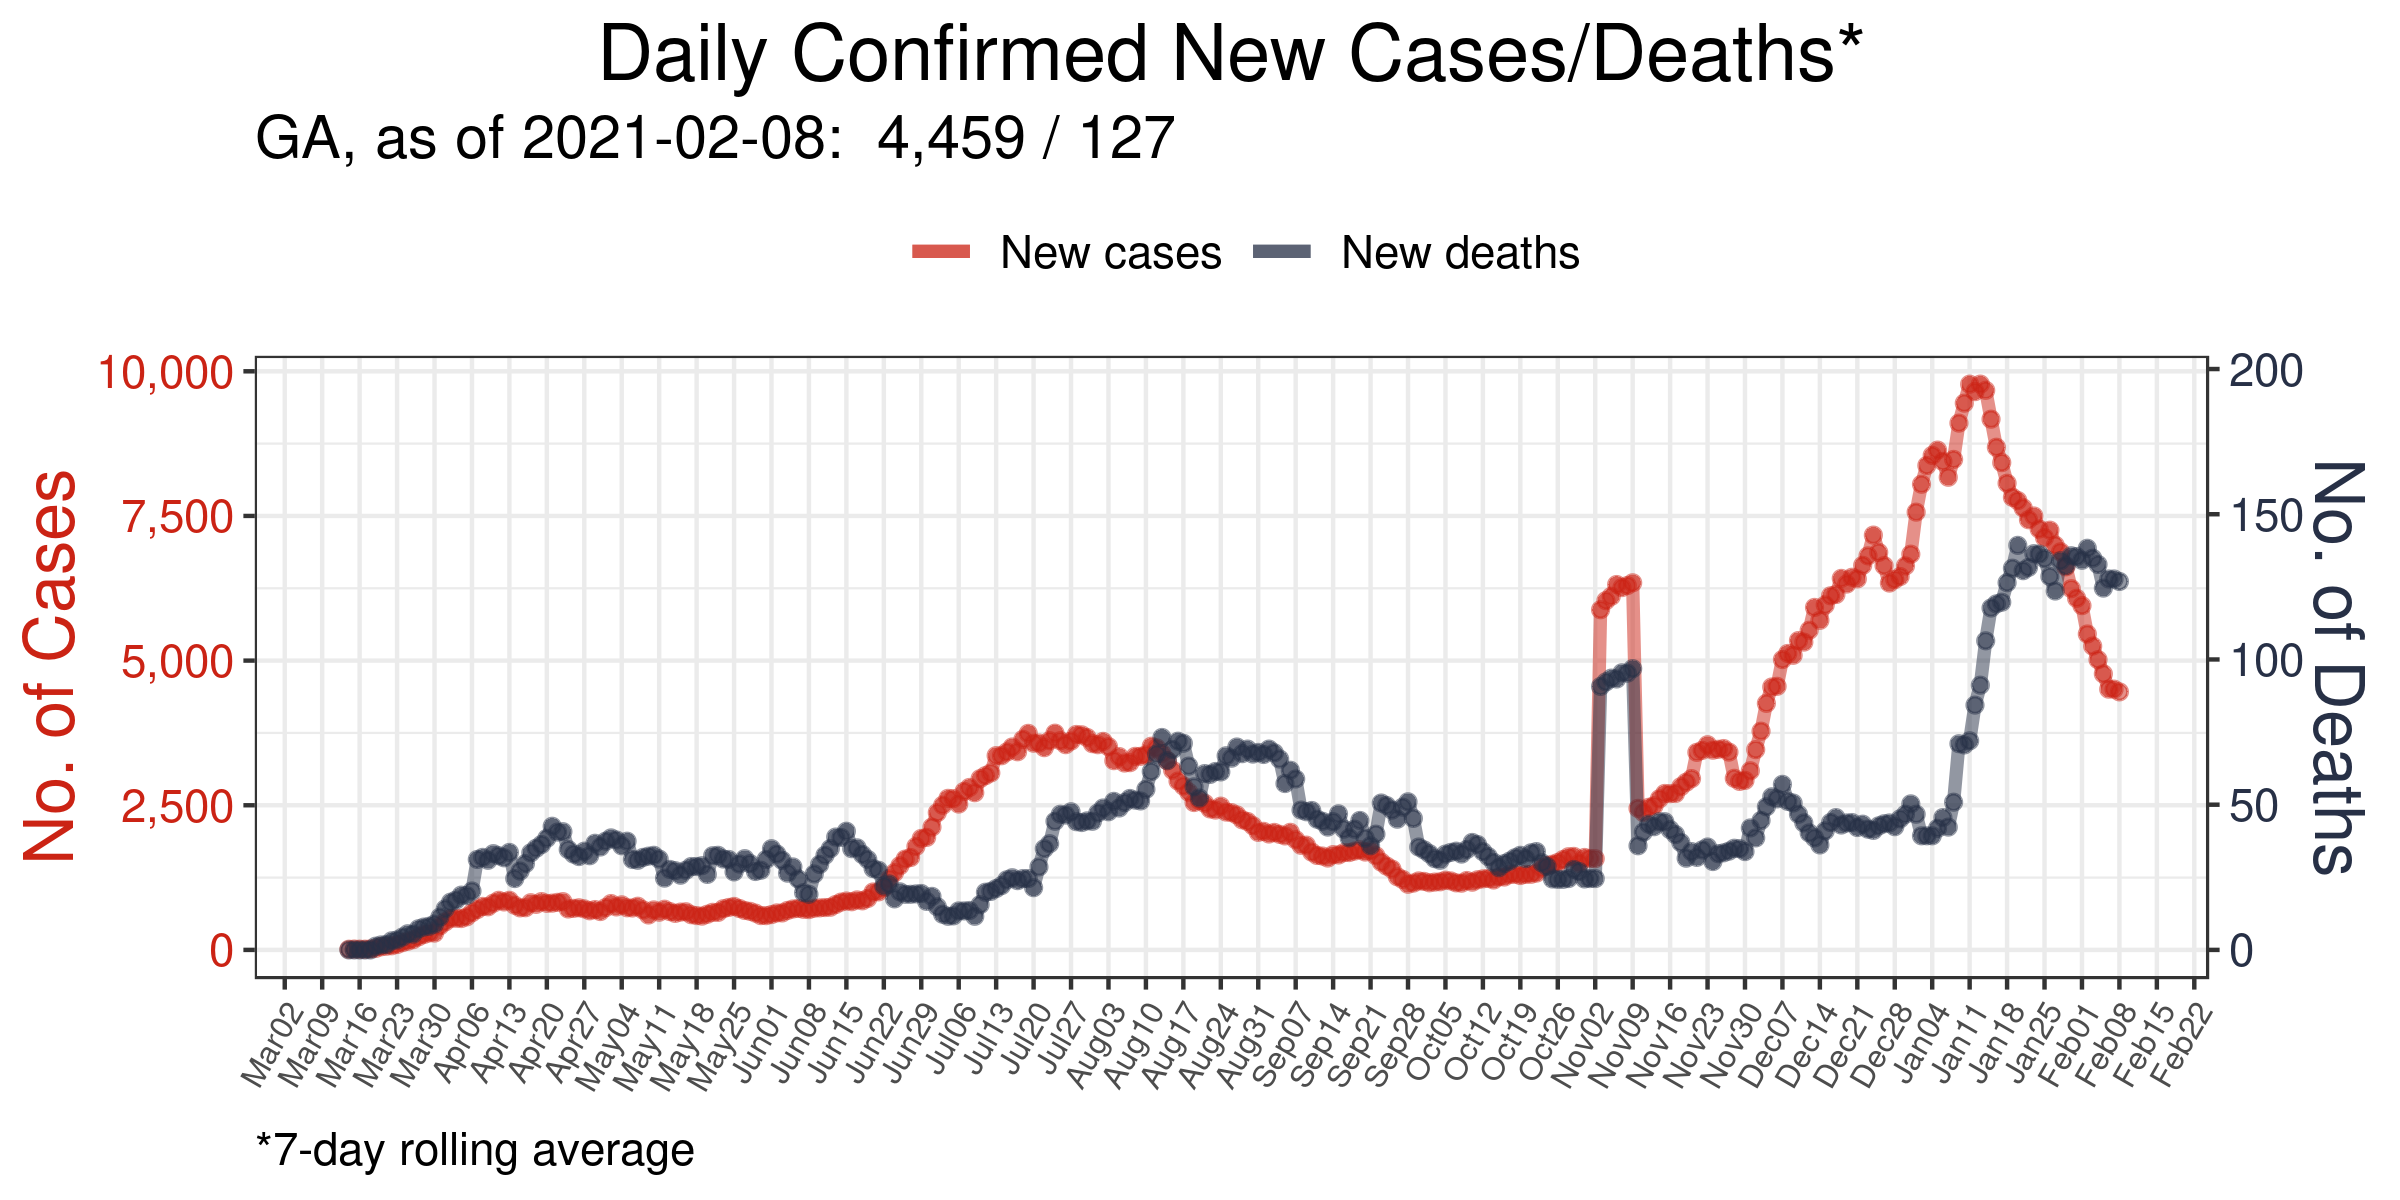 Daily Confirmed New Cases/Deaths*
GA, as of 2021-02-08:  4,459 / 127
New cases New deaths
No. of Cases
10,000
7,500
5,000
2,500
0
200
150
100
50
0
No. of Deaths
Mar02 Mar09 Mar16 Mar23 Mar30 Apr06 Apr13 Apr20 Apr27 May04 May11 May18 May25 Jun01 Jun08 Jun15 Jun22 Jun29 Jul06 Jul13 Jul20 Jul27 Aug03 Aug10 Aug17 Aug24 Aug31 Sep07 Sep14 Sep21 Sep28 Oct05 Oct12 Oct19 Oct26 Nov02 Nov09 Nov16 Nov23 Nov30 Dec07 Dec14 Dec21 Dec28 Jan04 Jan11 Jan18 Jan25 Feb01 Feb08 Feb15 Feb22
*7-day rolling average